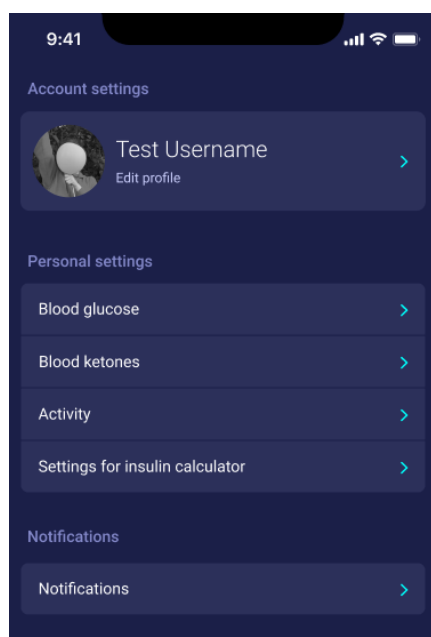 9:41
Account settings
Test Username
Edit profile
Personal settings
Blood glucose
Blood ketones
Activity
Settings for insulin calculator
Notifications
Notifications